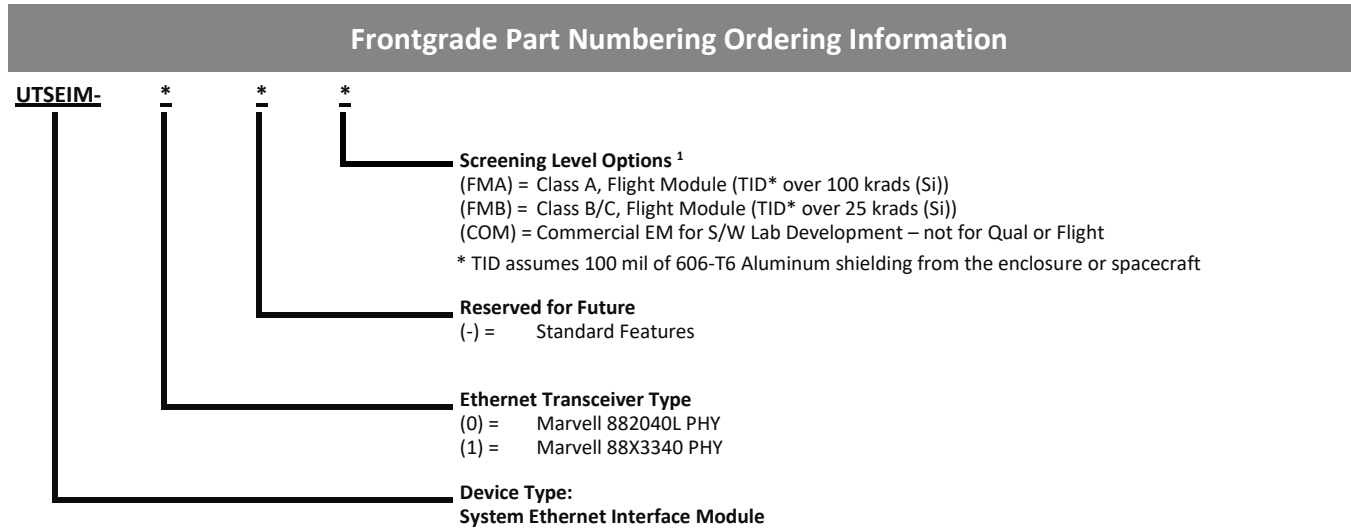 Frontgrade Part Numbering Ordering Information
UTSEIM- * * *
Screening Level Options 1
(FMA) = Class A, Flight Module (TID* over 100 krads (Si))
(FMB) = Class B/C, Flight Module (TID* over 25 krads (Si))
(COM) = Commercial EM for S/W Lab Development – not for Qual or Flight
* TID assumes 100 mil of 606-T6 Aluminum shielding from the enclosure or spacecraft
Reserved for Future
(-) = Standard Features
Ethernet Transceiver Type
(0) = Marvell 882040L PHY
(1) = Marvell 88X3340 PHY
Device Type:
System Ethernet Interface Module